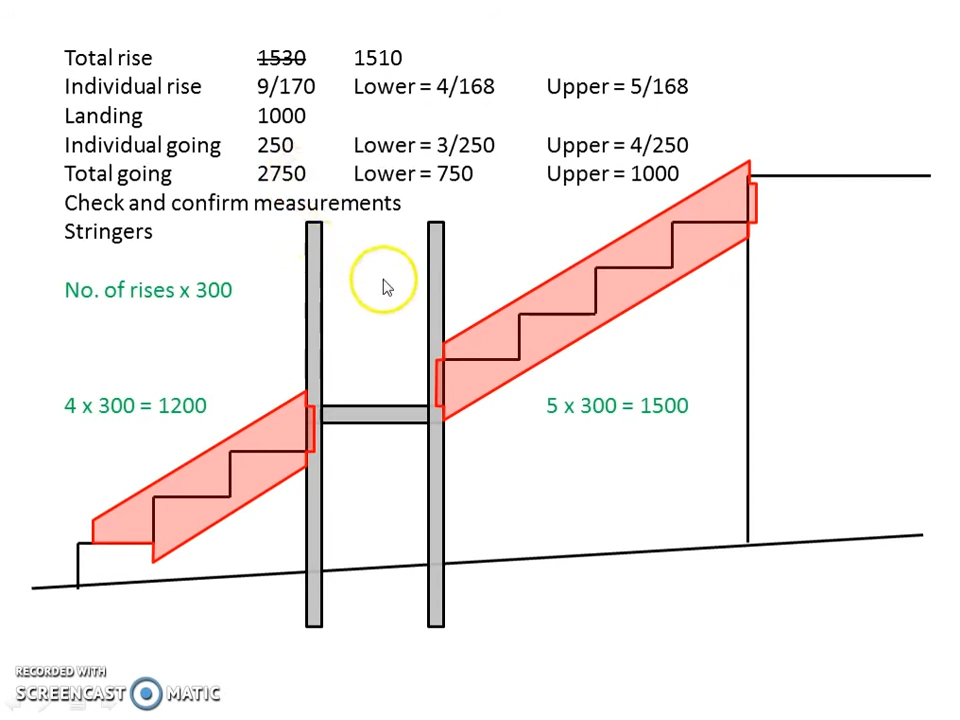 Total rise 1530 1510
Individual rise 9/170 Lower = 4/168 Upper = 5/168
Landing 1000
Individual going 250 Lower = 3/250 Upper = 4/250
Total going 2750 Lower = 750 Upper = 1000
Check and confirm measurements
Stringers
No. of rises x 300
4 x 300 = 1200 5 x 300 = 1500
RECORDED WITH
SCREENCAST MATIC